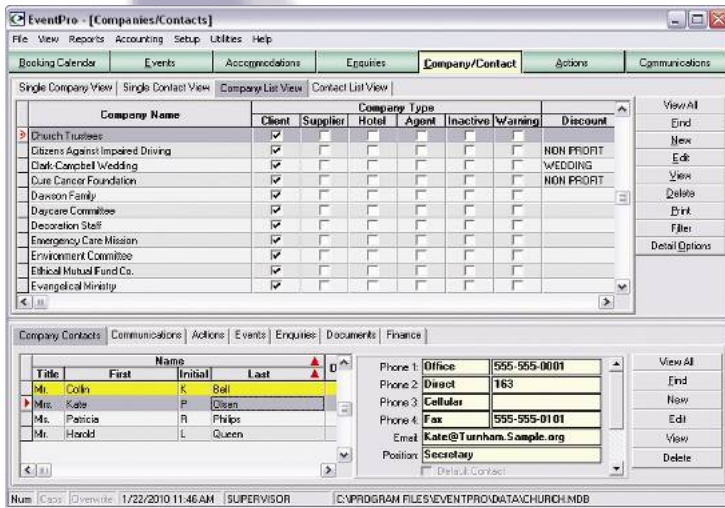 EventPro - [Companies/Contacts]
File View Reports Accounting Setup Utilities Help
Booking Calendar Events Accommodations Enquiries Company/Contact Actions Communications
Single Company View Single Contact View Company List View Contact List View
Company Name Company Type
Client Supplier Hotel Agent Inactive Warning Discount
Church Trustees
Citizens Against Impaired Driving NON PROFIT
Clark-Campbell Wedding WEDDING
Cure Cancer Foundation NON PROFIT
Dawson Family
Daycare Committee
Decoration Staff
Emergency Care Mission
Environment Committee
Ethical Mutual Fund Co.
Evangelical Ministry
View All
Find
New
Edit
View
Delete
Print
Filter
Detail Options
Company Contacts Communications Actions Events Enquiries Documents Finance
Name
Title First Initial Last D
Mr. Collin K Bell
Mrs. Kate P Olsen
Ms. Patricia R Philips
Mr. Harold L Queen
Phone 1: Office 555-555-0001
Phone 2: Direct 163
Phone 3: Cellular
Phone 4: Fax 555-555-0101
Email: Kate@Turnham.Sample.org
Position: Secretary
Default Contact
View All
Find
New
Edit
View
Delete
Num Caps Overwrite 1/22/2010 11:46 AM SUPERVISOR C:\PROGRAM FILES\EVENTPRO\DATA\CHURCH.MDB